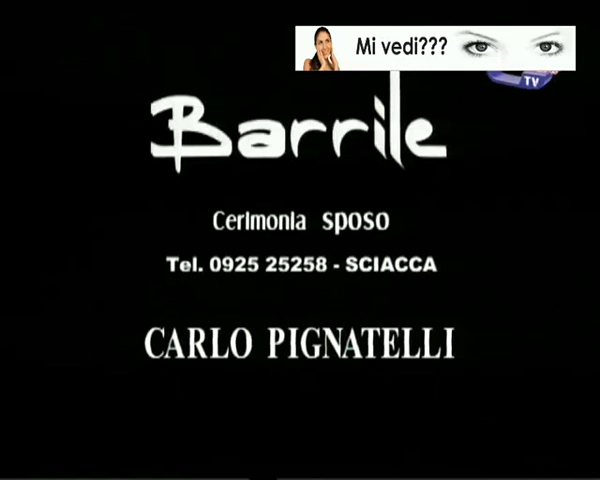 Mi vedi???
TV
Barrile
Cerimonia sposo
Tel. 0925 25258 - SCIACCA
CARLO PIGNATELLI